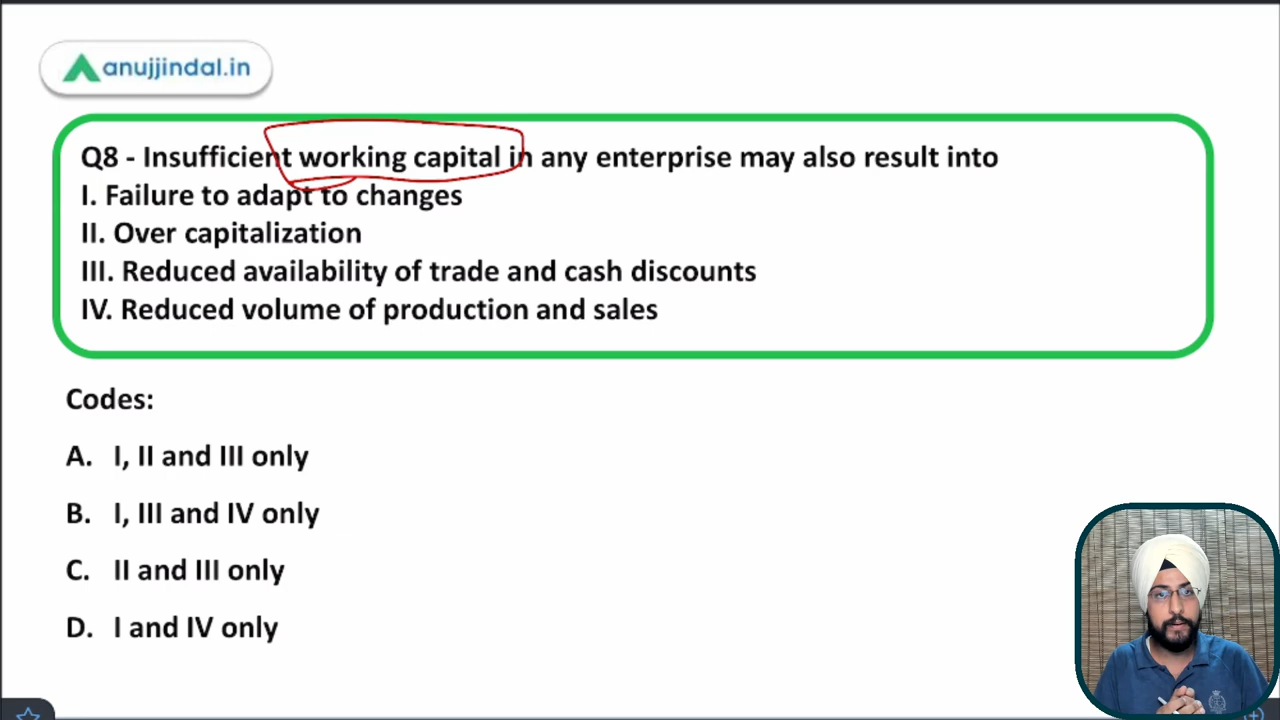 anujjindal.in
Q8 - Insufficient working capital in any enterprise may also result into
I. Failure to adapt to changes
II. Over capitalization
III. Reduced availability of trade and cash discounts
IV. Reduced volume of production and sales
Codes:
A. I, II and III only
B. I, III and IV only
C. II and III only
D. I and IV only